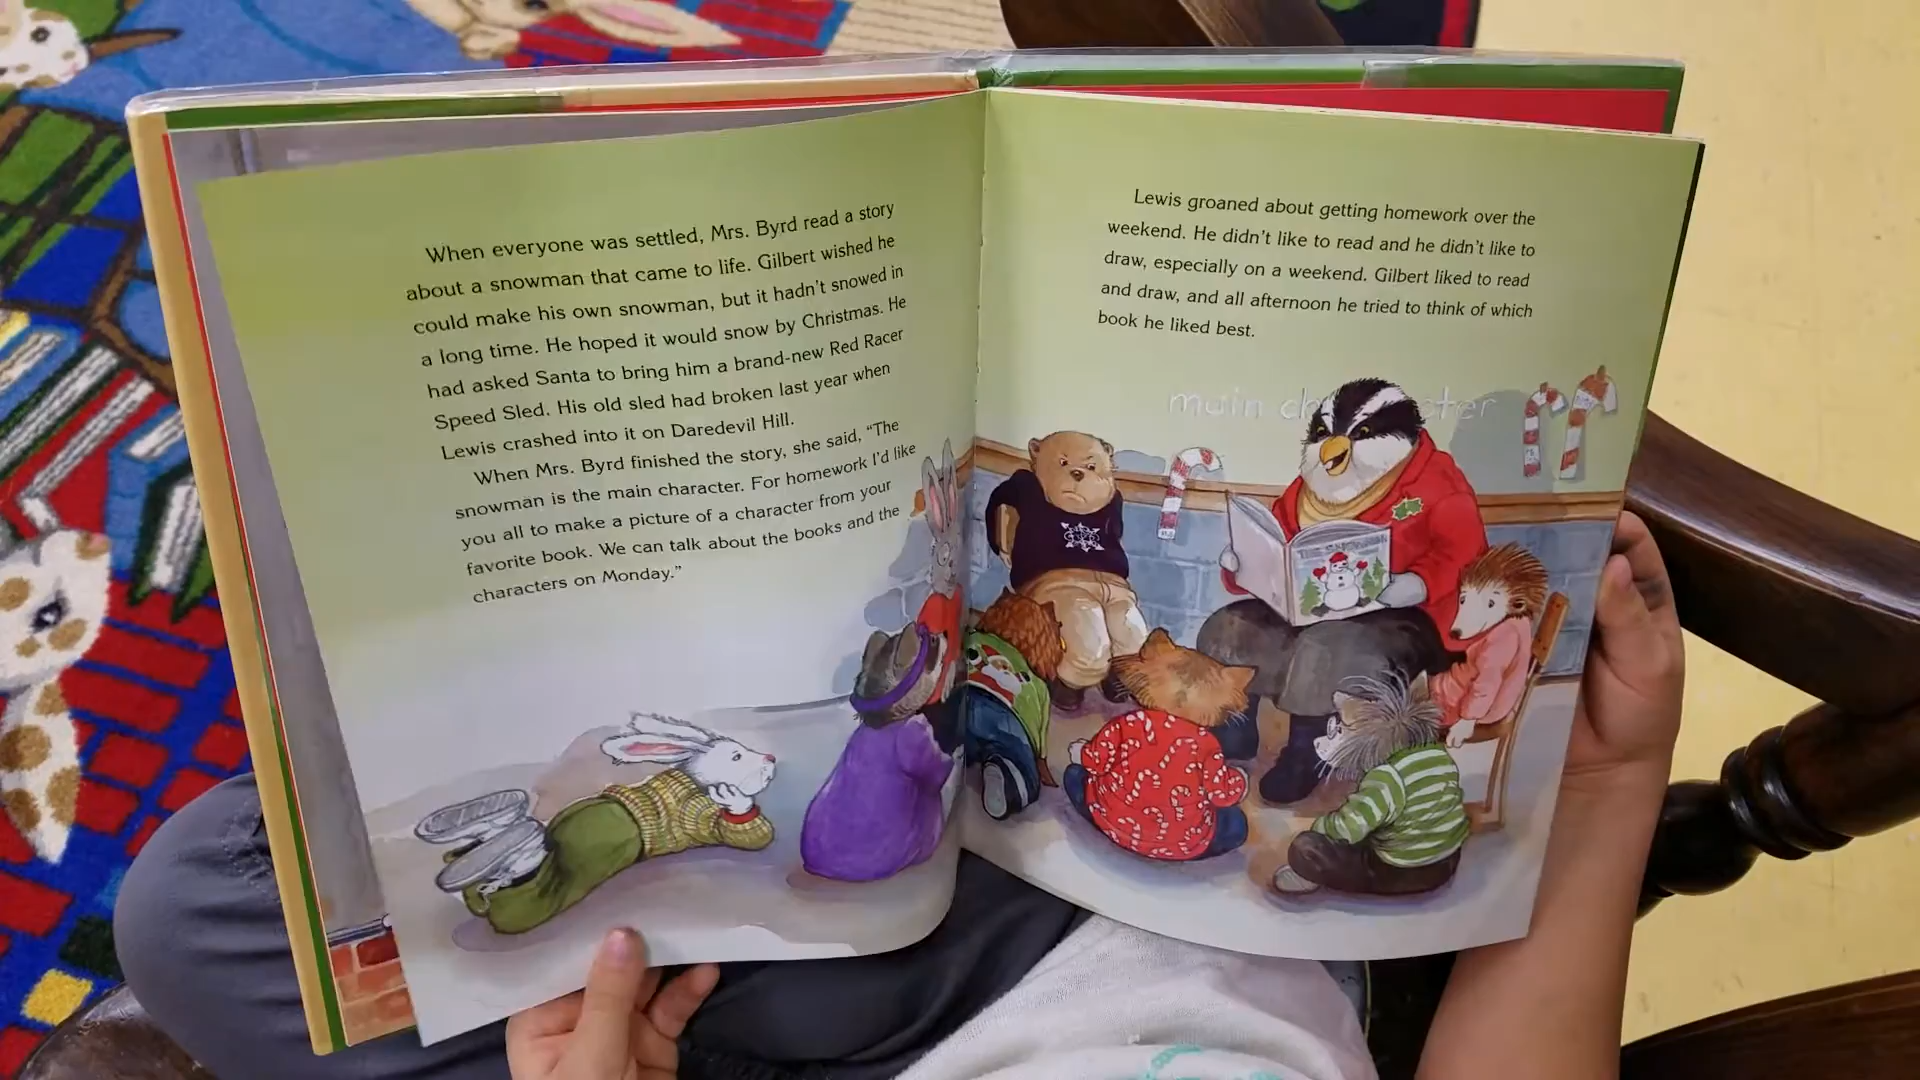 When everyone was settled, Mrs. Byrd read a story
about a snowman that came to life. Gilbert wished he
could make his own snowman, but it hadn't snowed in
a long time. He hoped it would snow by Christmas. He
had asked Santa to bring him a brand-new Red Racer
Speed Sled. His old sled had broken last year when
Lewis crashed into it on Daredevil Hill.
When Mrs. Byrd finished the story, she said, “The
snowman is the main character. For homework I'd like
you all to make a picture of a character from your
favorite book. We can talk about the books and the
characters on Monday.”
Lewis groaned about getting homework over the
weekend. He didn't like to read and he didn't like to
draw, especially on a weekend. Gilbert liked to read
and draw, and all afternoon he tried to think of which
book he liked best.
main ch cter
THE SNOWMAN